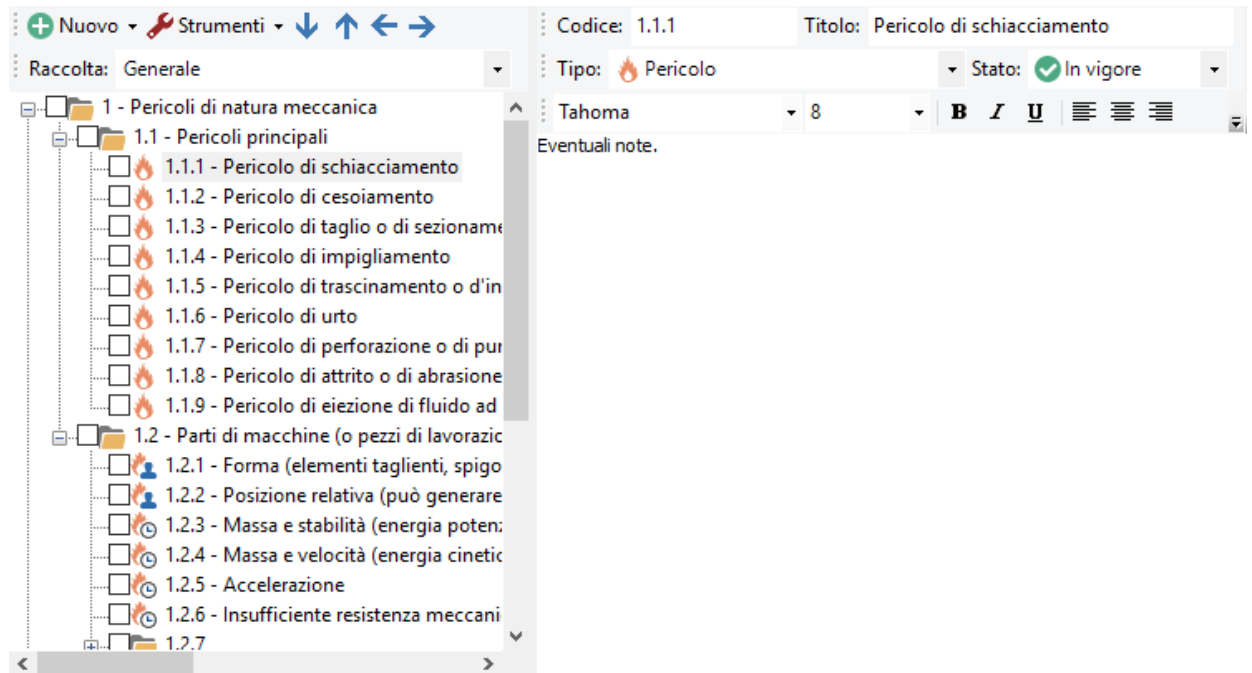 Nuovo Strumenti
Raccolta: Generale
1 - Pericoli di natura meccanica
1.1 - Pericoli principali
1.1.1 - Pericolo di schiacciamento
1.1.2 - Pericolo di cesoiamento
1.1.3 - Pericolo di taglio o di sezioname
1.1.4 - Pericolo di impigliamento
1.1.5 - Pericolo di trascinamento o d'in
1.1.6 - Pericolo di urto
1.1.7 - Pericolo di perforazione o di pur
1.1.8 - Pericolo di attrito o di abrasione
1.1.9 - Pericolo di eiezione di fluido ad
1.2 - Parti di macchine (o pezzi di lavorazic
1.2.1 - Forma (elementi taglienti, spigo
1.2.2 - Posizione relativa (può generare
1.2.3 - Massa e stabilità (energia poten
1.2.4 - Massa e velocità (energia cinetic
1.2.5 - Accelerazione
1.2.6 - Insufficiente resistenza meccani
1.2.7
Codice: 1.1.1 Titolo: Pericolo di schiacciamento
Tipo: Pericolo Stato: In vigore
Tahoma 8 B I U
Eventuali note.